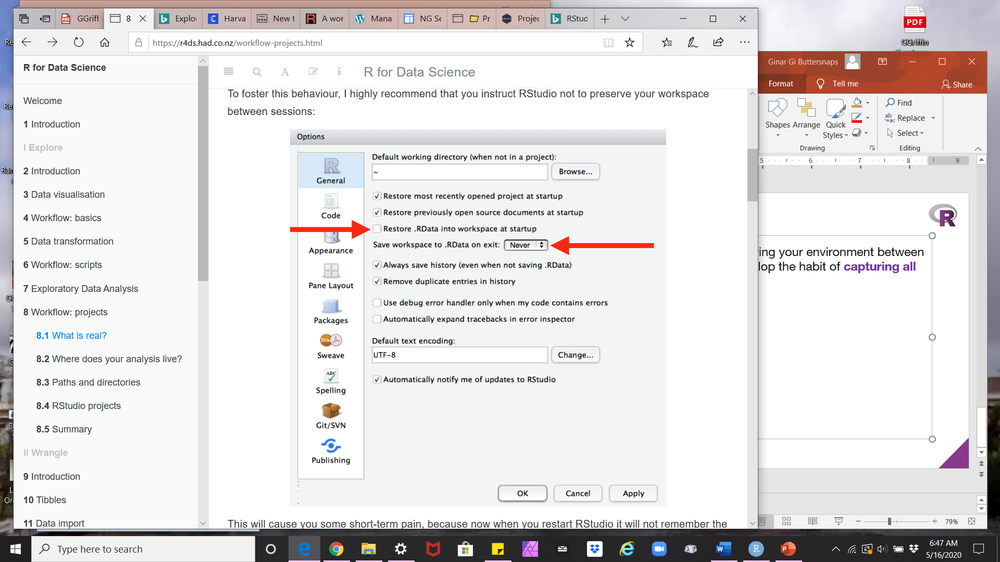 GGriff
8
Explo
Harva
New t
A wor
Mana
NG Se
Pr
Projec
RStud
https://r4ds.had.co.nz/workflow-projects.html
R for Data Science
Welcome
1 Introduction
I Explore
2 Introduction
3 Data visualisation
4 Workflow: basics
5 Data transformation
6 Workflow: scripts
7 Exploratory Data Analysis
8 Workflow: projects
8.1 What is real?
8.2 Where does your analysis live?
8.3 Paths and directories
8.4 RStudio projects
8.5 Summary
II Wrangle
9 Introduction
10 Tibbles
11 Data import
R for Data Science
To foster this behaviour, I highly recommend that you instruct RStudio not to preserve your workspace
between sessions:
Options
General
Code
Appearance
Pane Layout
Packages
Sweave
Spelling
Git/SVN
Publishing
Default working directory (when not in a project):
~
Browse...
Restore most recently opened project at startup
Restore previously open source documents at startup
Restore .RData into workspace at startup
Save workspace to .RData on exit: Never
Always save history (even when not saving .RData)
Remove duplicate entries in history
Use debug error handler only when my code contains errors
Automatically expand tracebacks in error inspector
Default text encoding:
UTF-8
Change...
Automatically notify me of updates to RStudio
OK
Cancel
Apply
This will cause you some short-term pain, because now when you restart RStudio it will not remember the
PDF
GGriffin
Ginar Gi Buttersnaps
Format
Tell me
Share
Shapes
Arrange
Quick
Styles
Find
Replace
Select
Drawing
Editing
5 6 7 8 9
R
ing your environment between
lop the habit of capturing all
79%
Type here to search
6:47 AM
5/16/2020